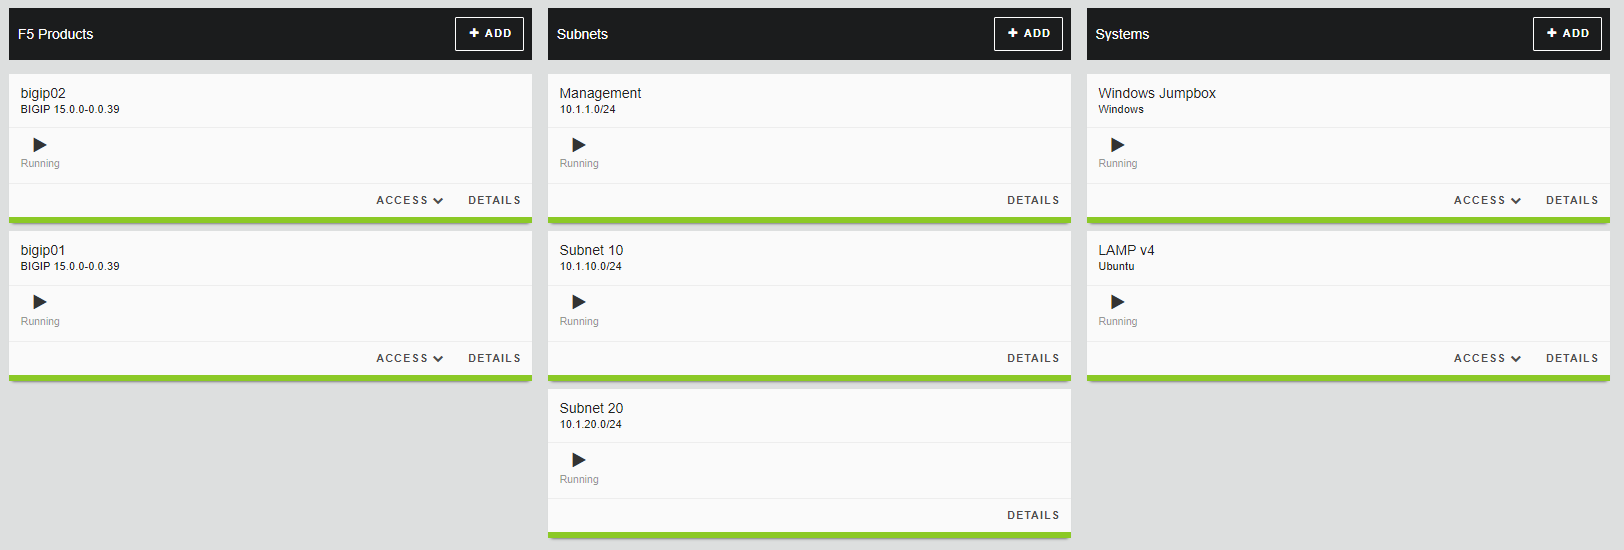 F5 Products
+ ADD
bigip02
BIGIP 15.0.0-0.0.39
Running
ACCESS DETAILS
bigip01
BIGIP 15.0.0-0.0.39
Running
ACCESS DETAILS
Subnets
+ ADD
Management
10.1.1.0/24
Running
DETAILS
Subnet 10
10.1.10.0/24
Running
DETAILS
Subnet 20
10.1.20.0/24
Running
DETAILS
Systems
+ ADD
Windows Jumpbox
Windows
Running
ACCESS DETAILS
LAMP v4
Ubuntu
Running
ACCESS DETAILS